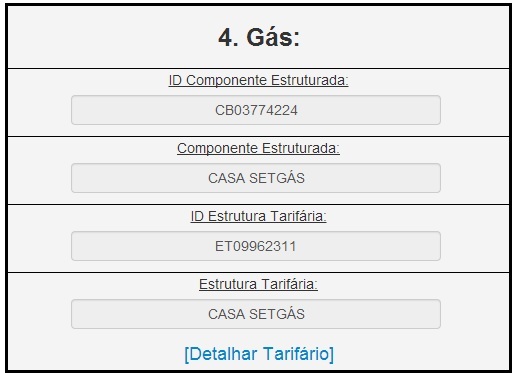 4. Gás:
ID Componente Estruturada:
CB03774224
Componente Estruturada:
CASA SETGÁS
ID Estrutura Tarifária:
ET09962311
Estrutura Tarifária:
CASA SETGÁS
[Detalhar Tarifário]